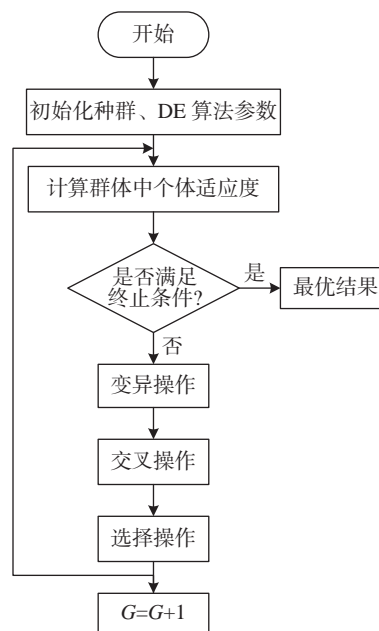 开始
初始化种群、DE 算法参数
计算群体中个体适应度
是否满足
终止条件?
是
最优结果
否
变异操作
交叉操作
选择操作
G=G+1